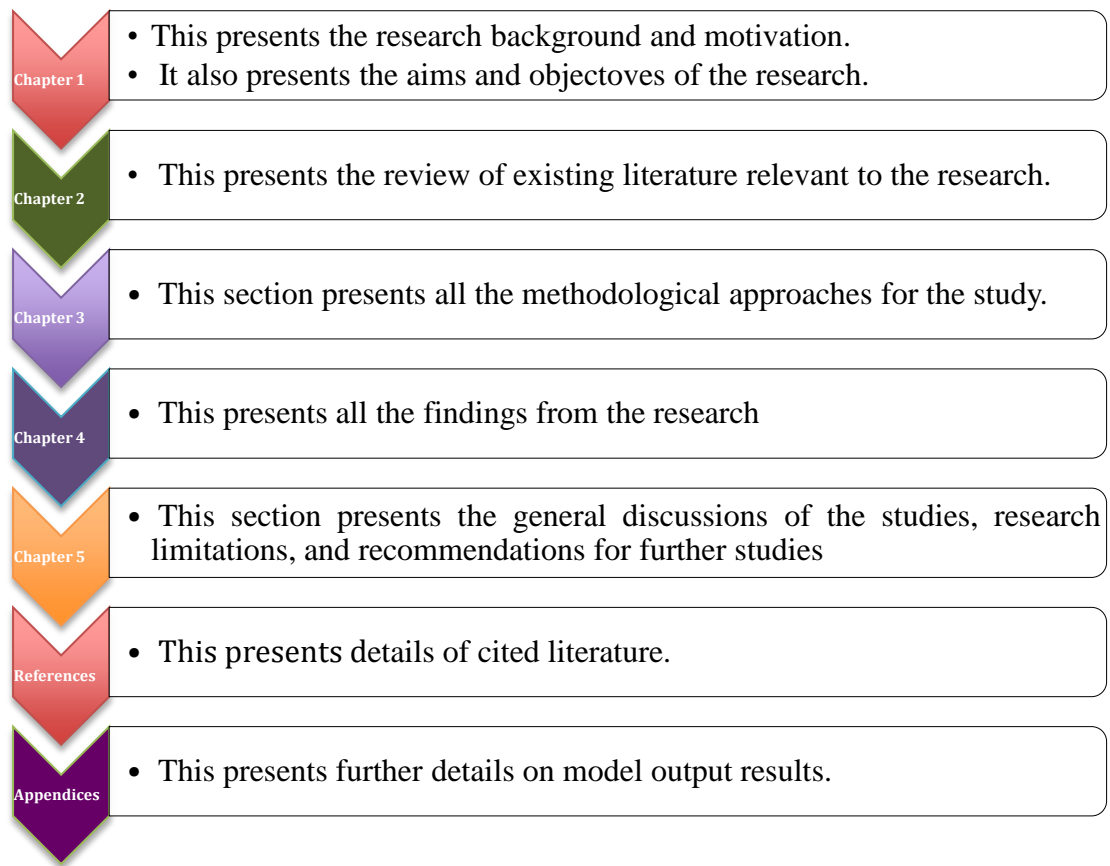 Chapter 1
• This presents the research background and motivation.
• It also presents the aims and objectoves of the research.
Chapter 2
• This presents the review of existing literature relevant to the research.
Chapter 3
• This section presents all the methodological approaches for the study.
Chapter 4
• This presents all the findings from the research
Chapter 5
• This section presents the general discussions of the studies, research
limitations, and recommendations for further studies
References
• This presents details of cited literature.
Appendices
• This presents further details on model output results.